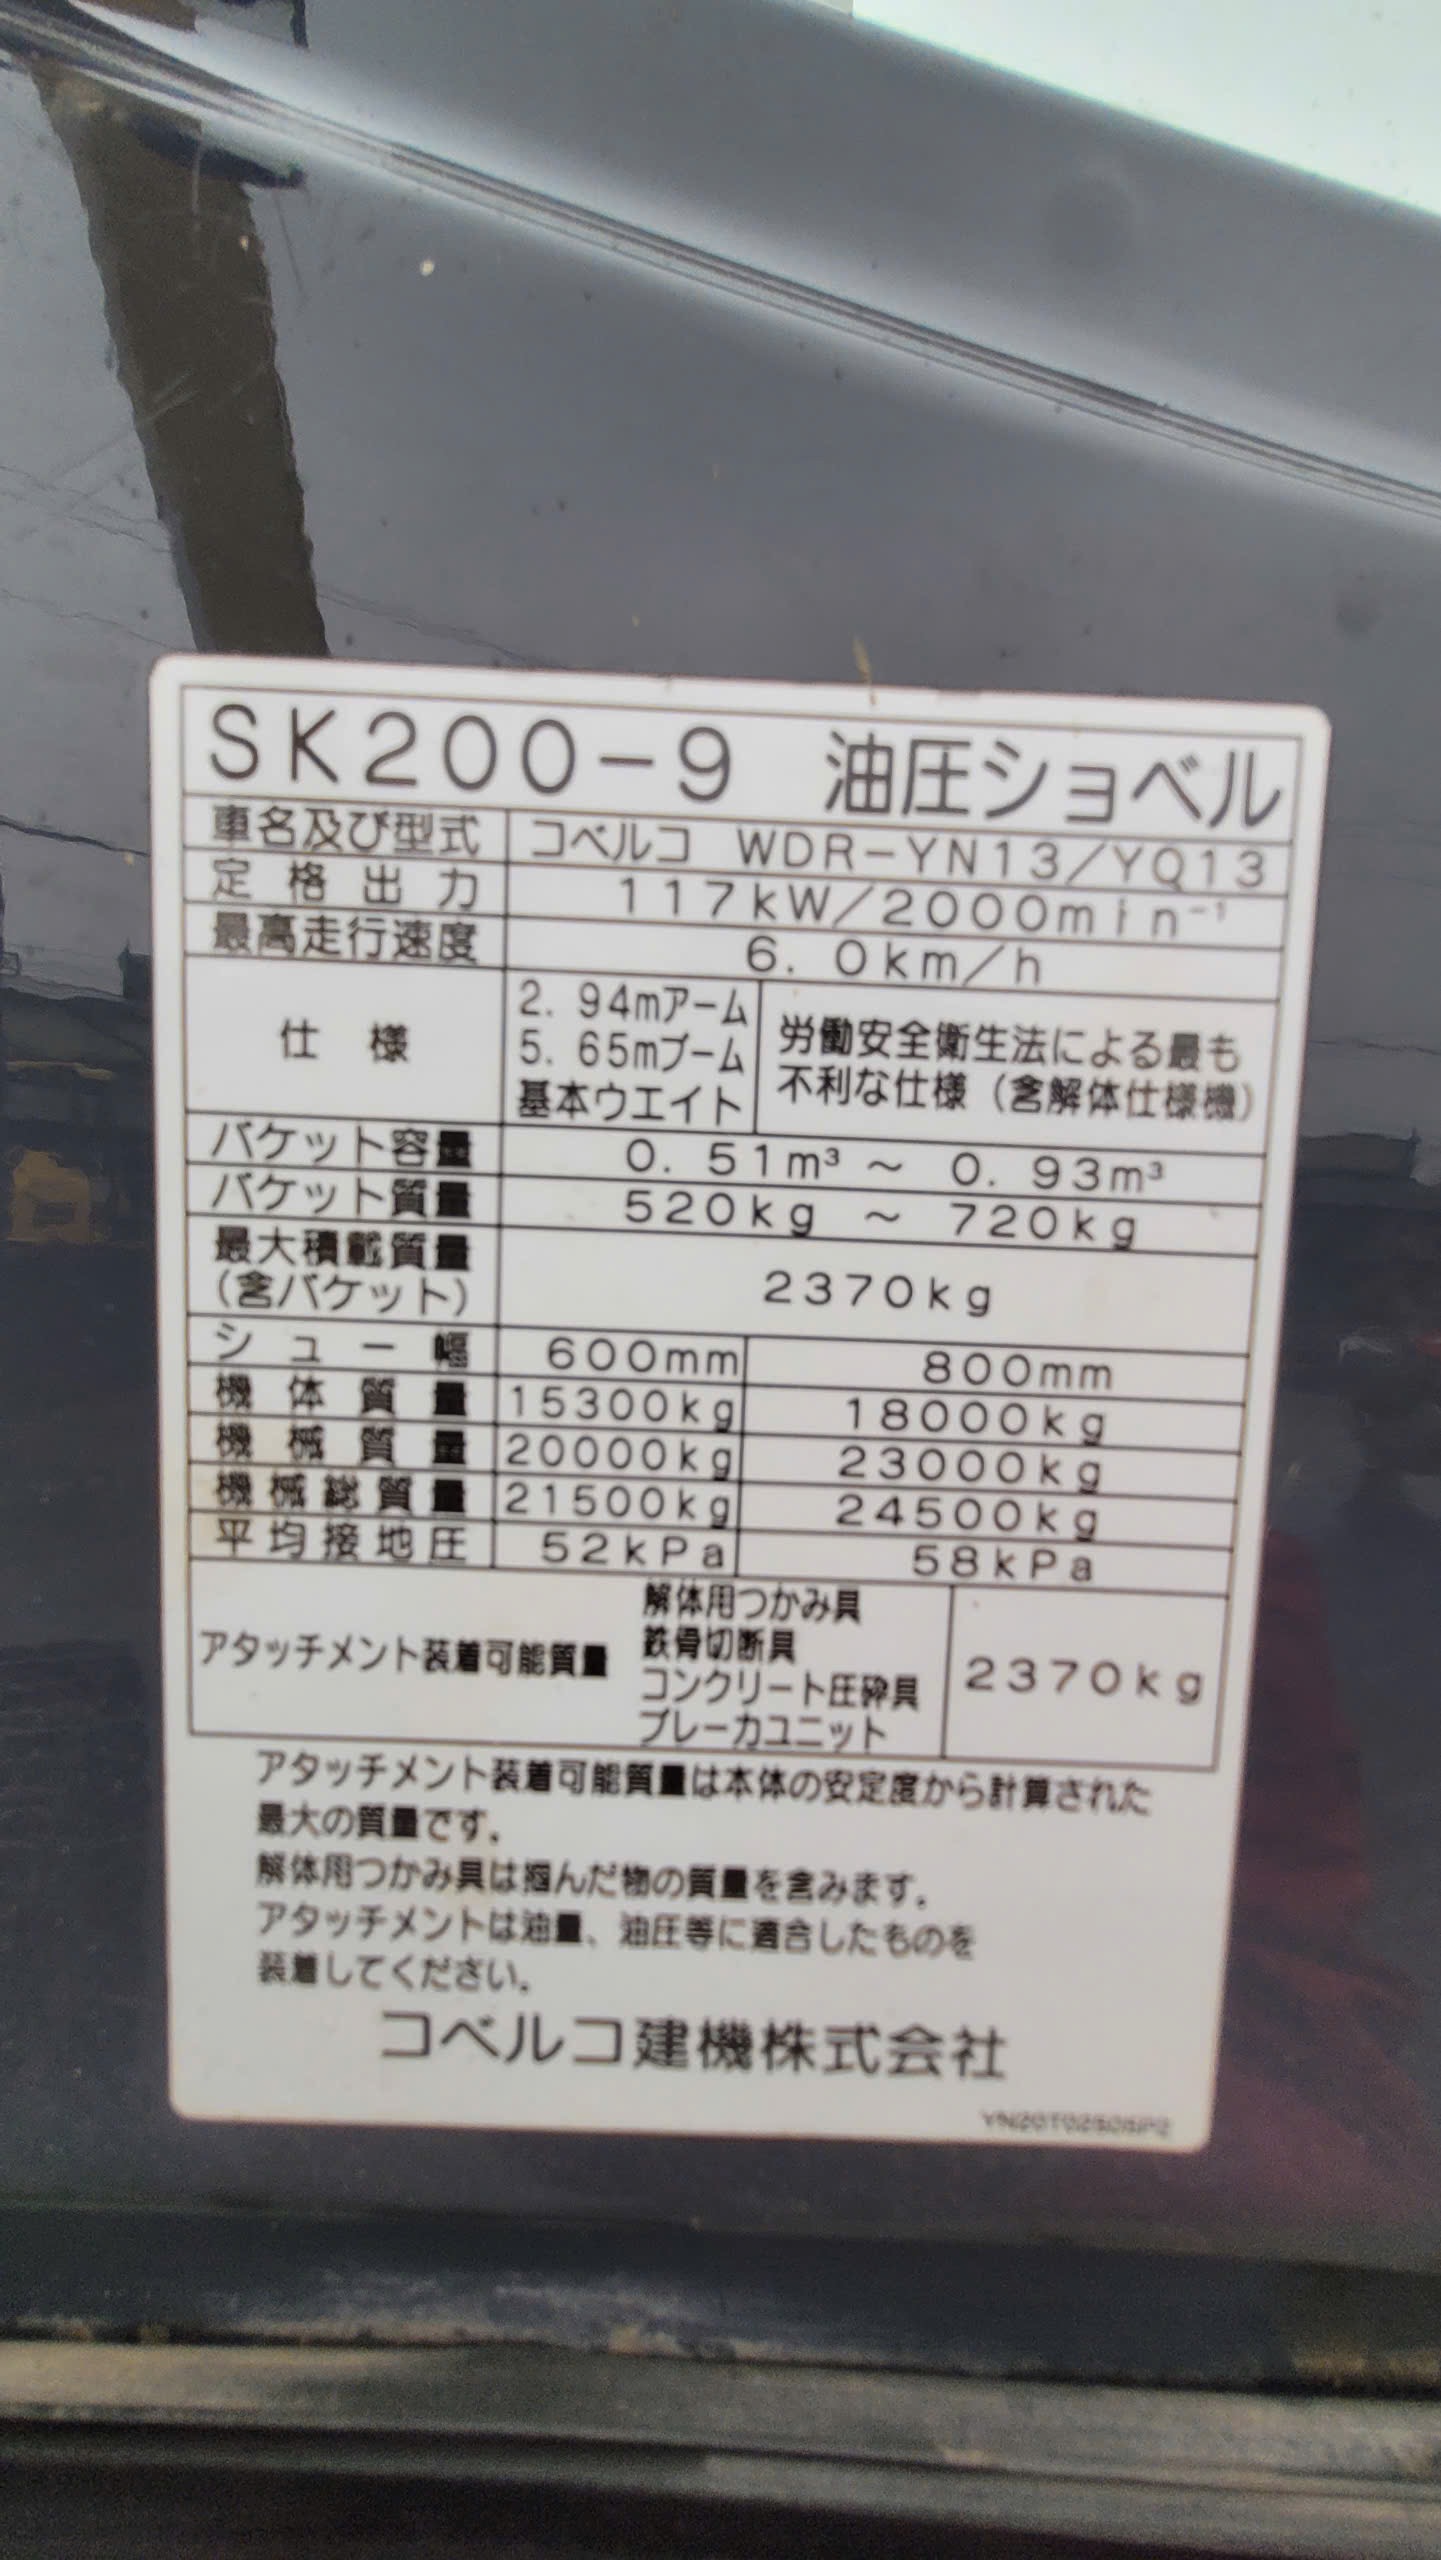 SK200-9 油圧ショベル
車名及び型式 コベルコ WDR-YN13/YQ13
定格出力 117kW/2000min⁻¹
最高走行速度 6.0km/h
仕様
2.94mアーム
5.65mブーム
基本ウエイト
労働安全衛生法による最も
不利な仕様(含解体仕様機)
バケット容量 0.51m³ ~ 0.93m³
バケット質量 520kg ~ 720kg
最大積載質量
(含バケット)
2370kg
シュー幅 600mm 800mm
機体質量 15300kg 18000kg
機械質量 20000kg 23000kg
機械総質量 21500kg 24500kg
平均接地圧 52kPa 58kPa
アタッチメント装着可能質量
解体用つかみ具
鉄骨切断具
コンクリート圧砕具
ブレーカユニット
2370kg
アタッチメント装着可能質量は本体の安定度から計算された
最大の質量です.
解体用つかみ具は掴んだ物の質量を含みます.
アタッチメントは油量、油圧等に適合したものを
装着してください.
コベルコ建機株式会社